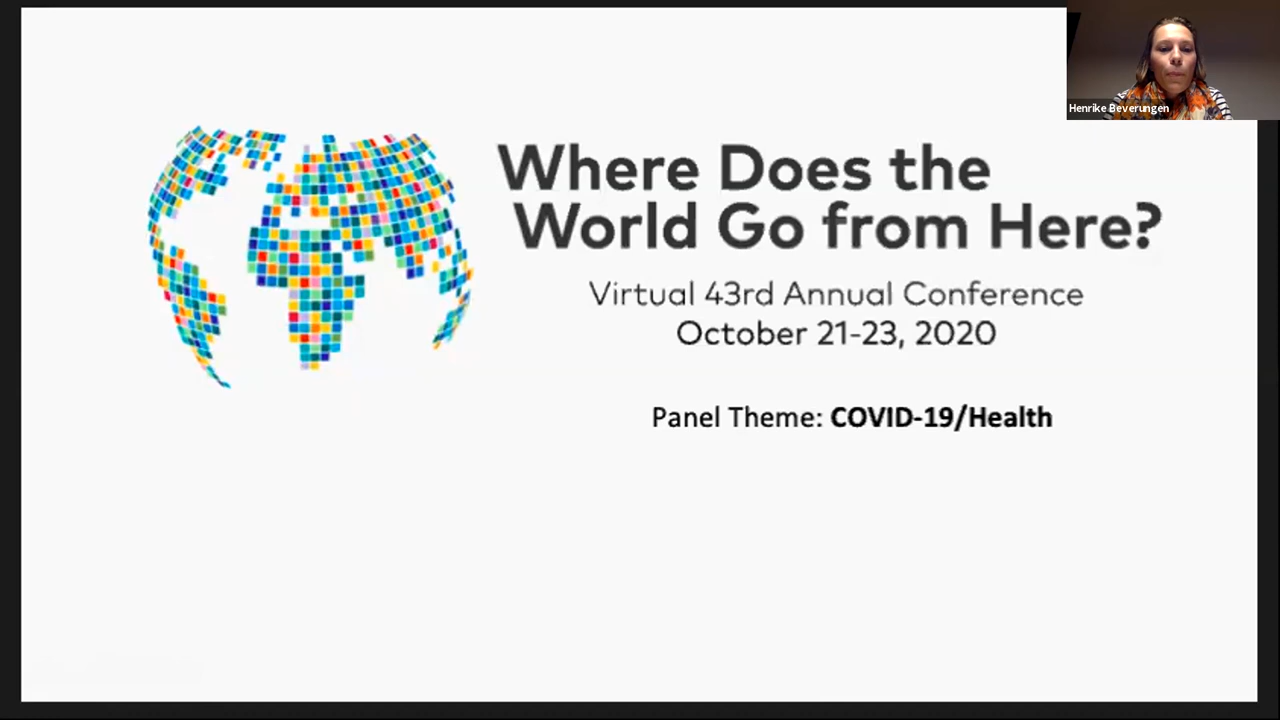 Henrike Beverungen
Where Does the
World Go from Here?
Virtual 43rd Annual Conference
October 21-23, 2020
Panel Theme: COVID-19/Health